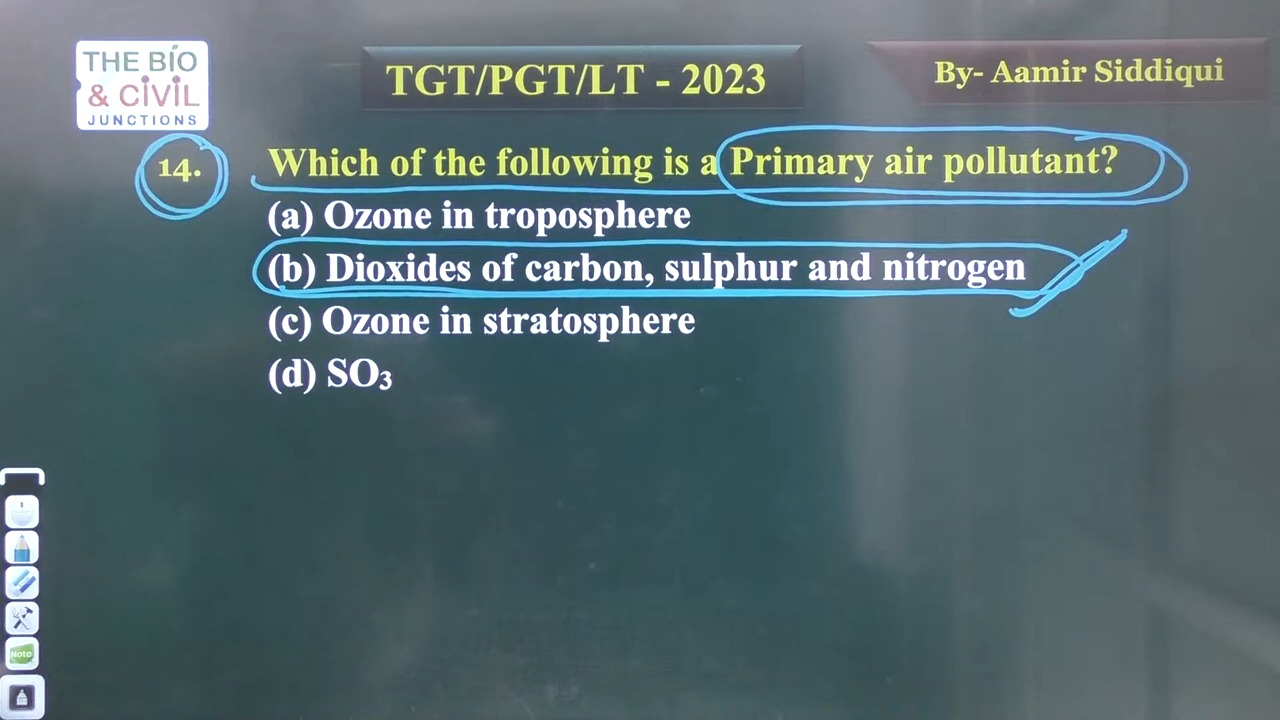 THE BÍO
& CIVIL
JUNCTIONS
TGT/PGT/LT - 2023
By- Aamir Siddiqui
14. Which of the following is a Primary air pollutant?
(a) Ozone in troposphere
(b) Dioxides of carbon, sulphur and nitrogen
(c) Ozone in stratosphere
(d) SO₃
Note